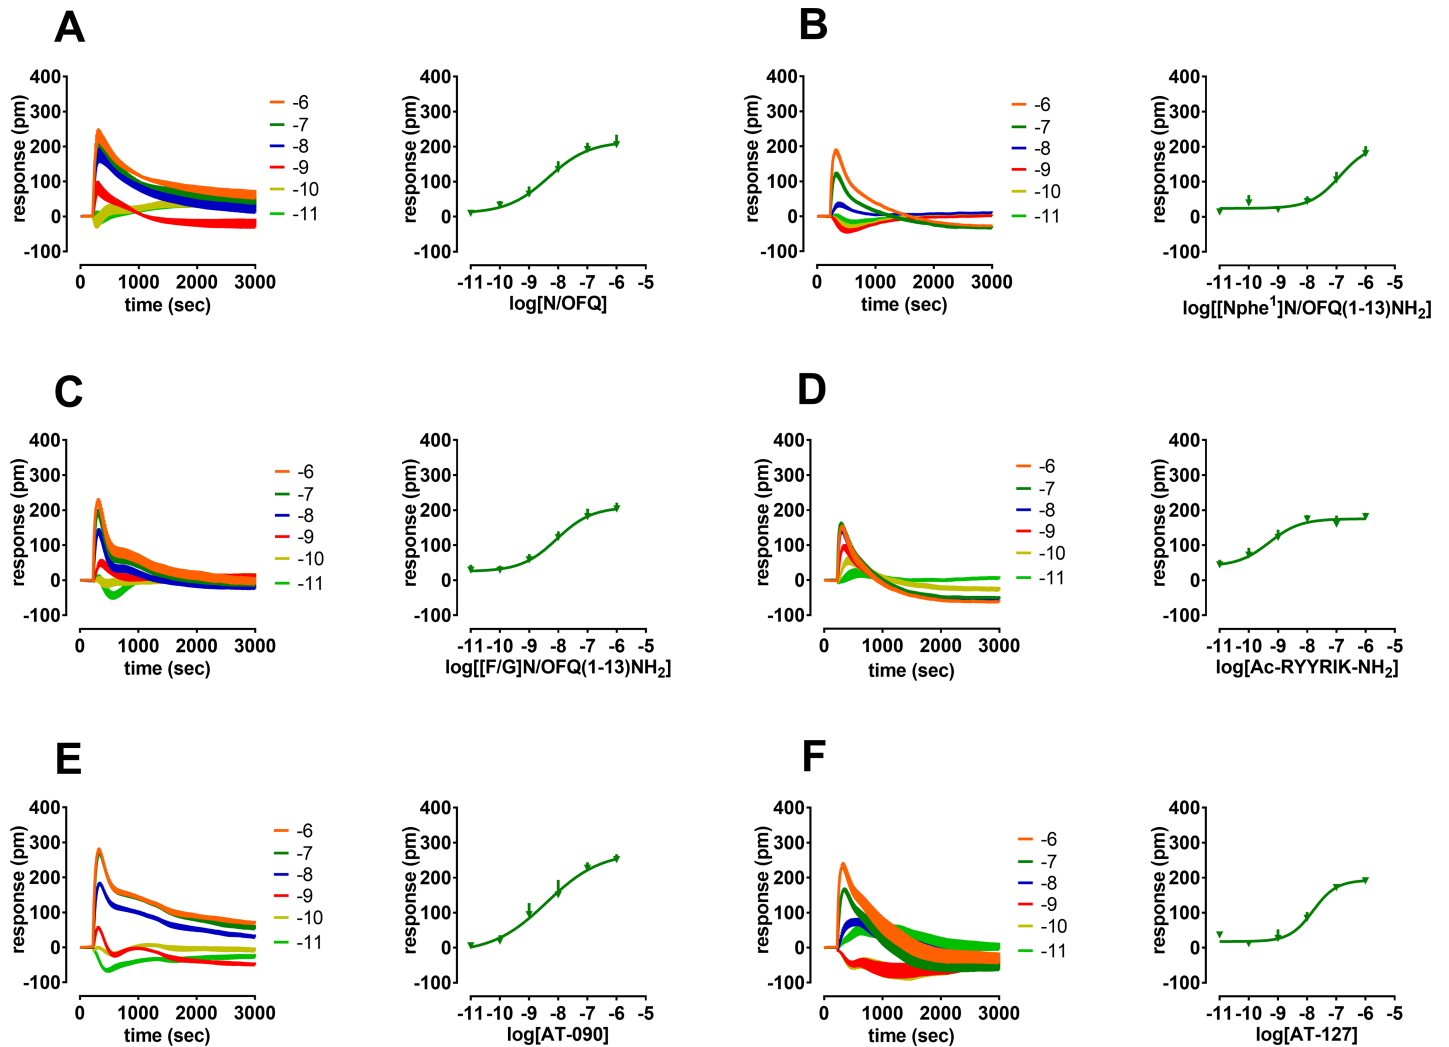 A
response (pm)
400
300
200
100
0
-100
0 1000 2000 3000
time (sec)
-6
-7
-8
-9
-10
-11
response (pm)
400
300
200
100
0
-100
-11 -10 -9 -8 -7 -6 -5
log[N/OFQ]
B
response (pm)
400
300
200
100
0
-100
0 1000 2000 3000
time (sec)
-6
-7
-8
-9
-10
-11
response (pm)
400
300
200
100
0
-100
-11 -10 -9 -8 -7 -6 -5
log[[Nphe¹]N/OFQ(1-13)NH₂]
C
response (pm)
400
300
200
100
0
-100
0 1000 2000 3000
time (sec)
-6
-7
-8
-9
-10
-11
response (pm)
400
300
200
100
0
-100
-11 -10 -9 -8 -7 -6 -5
log[[F/G]N/OFQ(1-13)NH₂]
D
response (pm)
400
300
200
100
0
-100
0 1000 2000 3000
time (sec)
-6
-7
-8
-9
-10
-11
response (pm)
400
300
200
100
0
-100
-11 -10 -9 -8 -7 -6 -5
log[Ac-RYYRIK-NH₂]
E
response (pm)
400
300
200
100
0
-100
0 1000 2000 3000
time (sec)
-6
-7
-8
-9
-10
-11
response (pm)
400
300
200
100
0
-100
-11 -10 -9 -8 -7 -6 -5
log[AT-090]
F
response (pm)
400
300
200
100
0
-100
0 1000 2000 3000
time (sec)
-6
-7
-8
-9
-10
-11
response (pm)
400
300
200
100
0
-100
-11 -10 -9 -8 -7 -6 -5
log[AT-127]